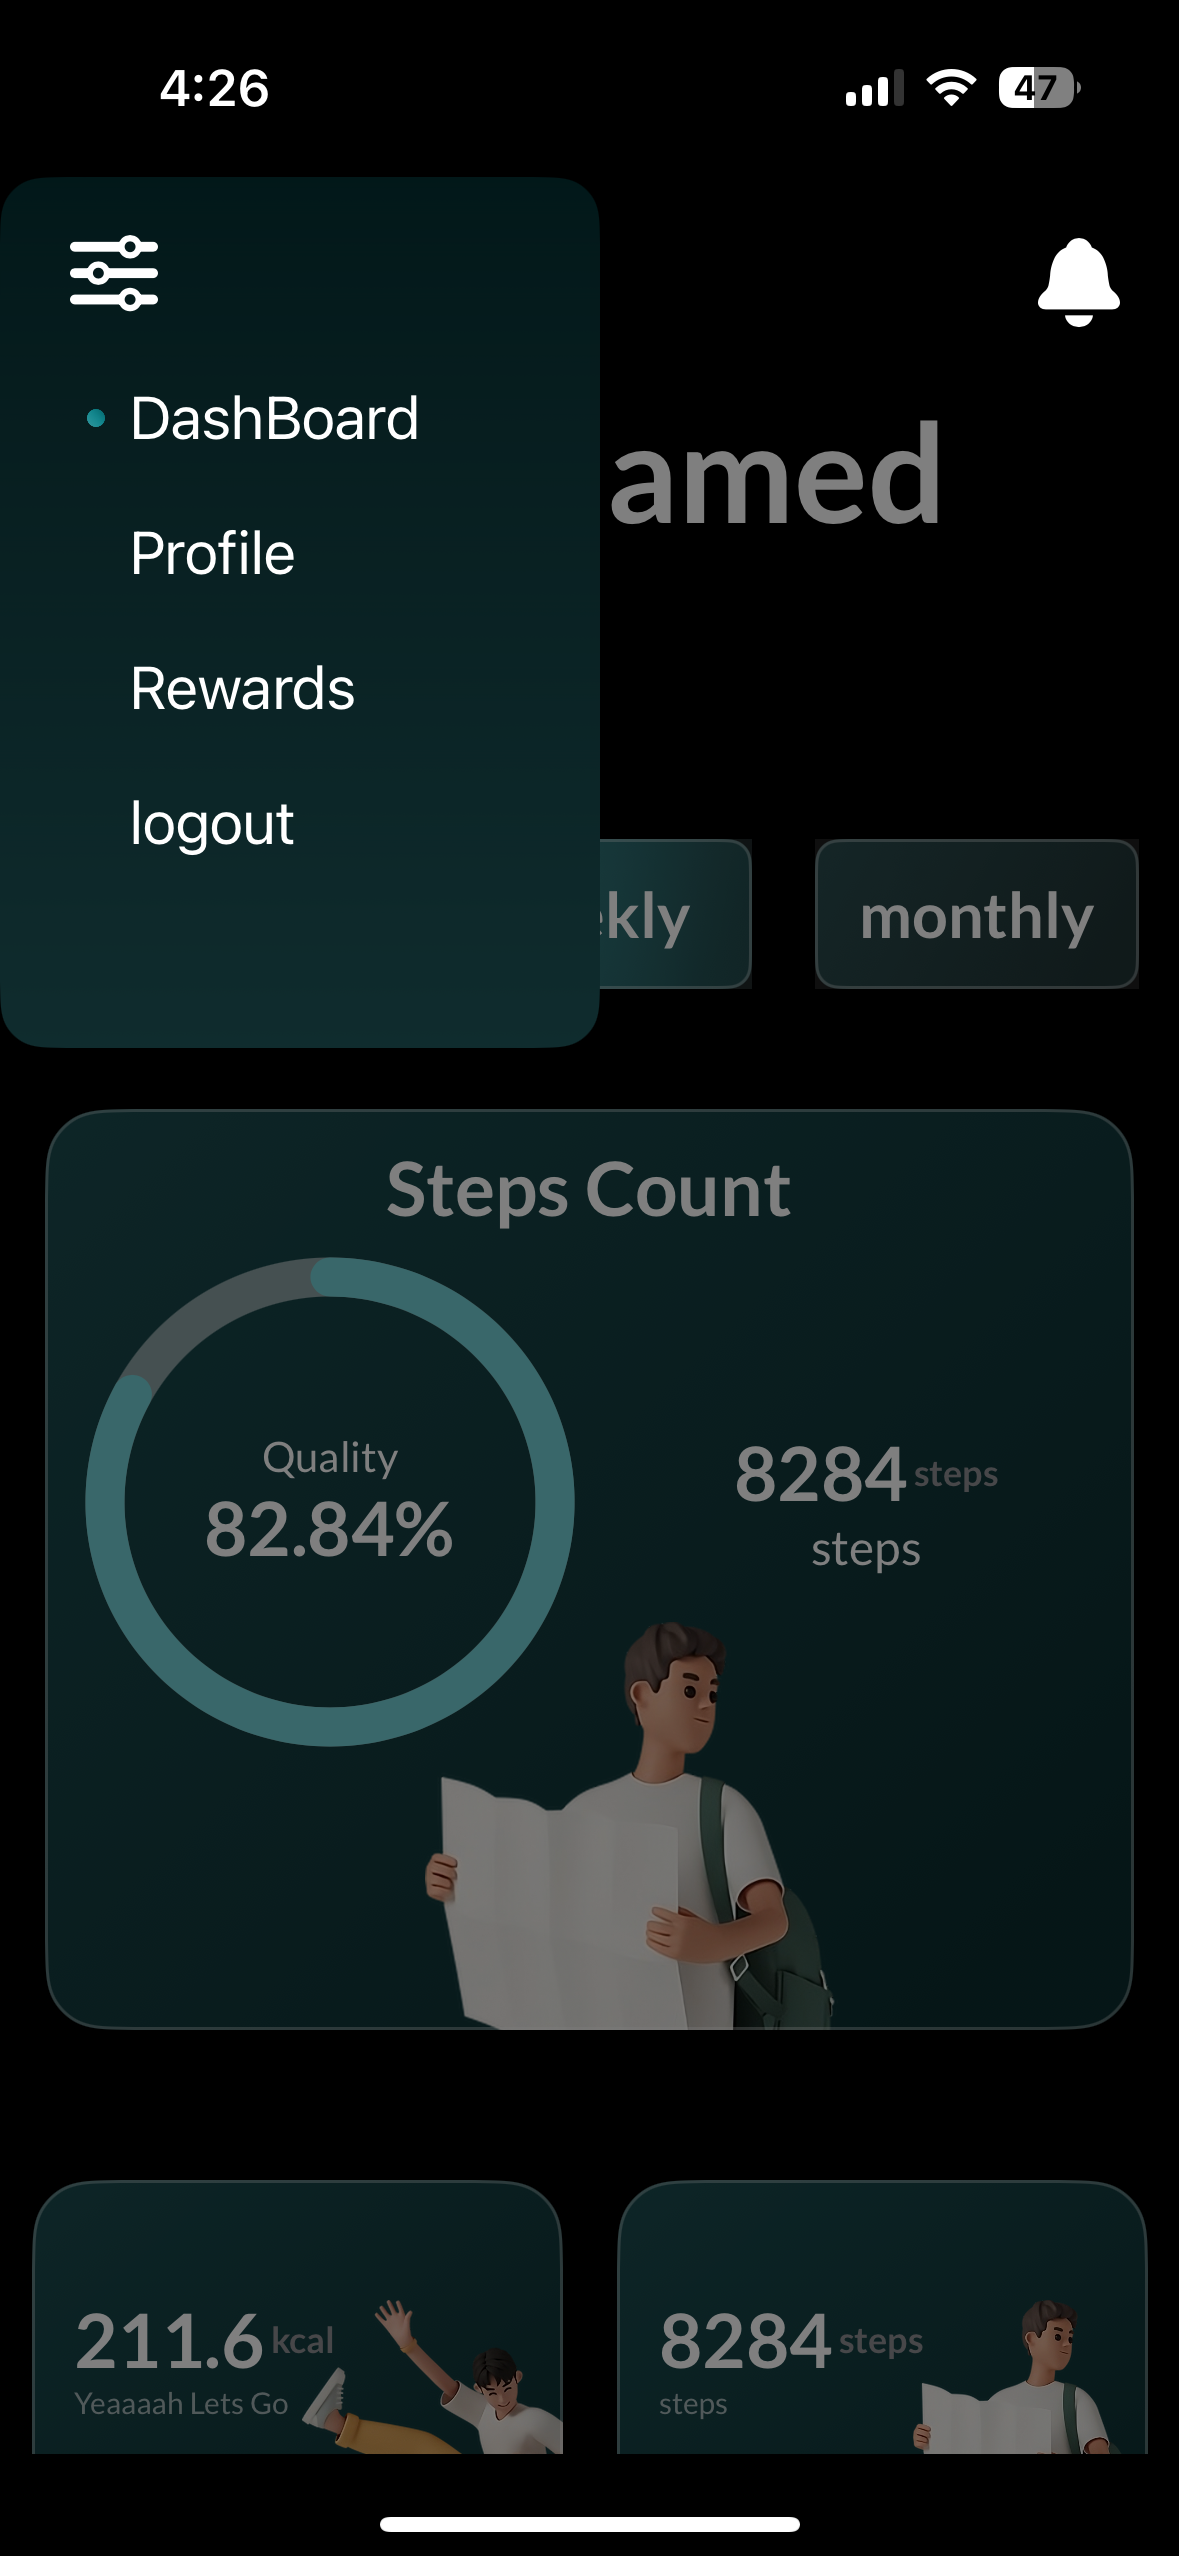 4:26
47
DashBoard
amed
Profile
Rewards
logout
kly
monthly
Steps Count
Quality
82.84%
8284 steps
steps
211.6 kcal
Yeaaaah Lets Go
8284 steps
steps